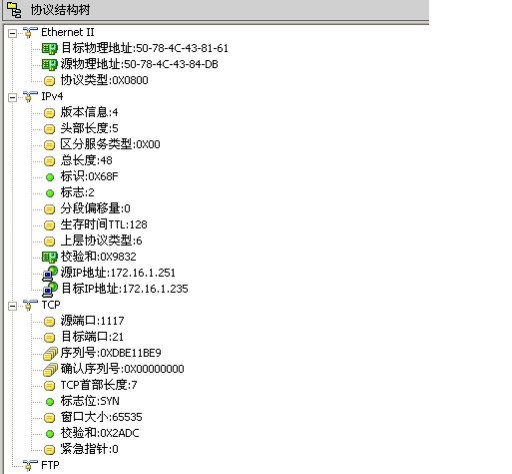 协议结构树
Ethernet II
目标物理地址:50-78-4C-43-81-61
源物理地址:50-78-4C-43-84-DB
协议类型:0X0800
IPv4
版本信息:4
头部长度:5
区分服务类型:0X00
总长度:48
标识:0X68F
标志:2
分段偏移量:0
生存时间TTL:128
上层协议类型:6
校验和:0X9832
源IP地址:172.16.1.251
目标IP地址:172.16.1.235
TCP
源端口:1117
目标端口:21
序列号:0XDBE11BE9
确认序列号:0X00000000
TCP首部长度:7
标志位:SYN
窗口大小:65535
校验和:0X2ADC
紧急指针:0
FTP